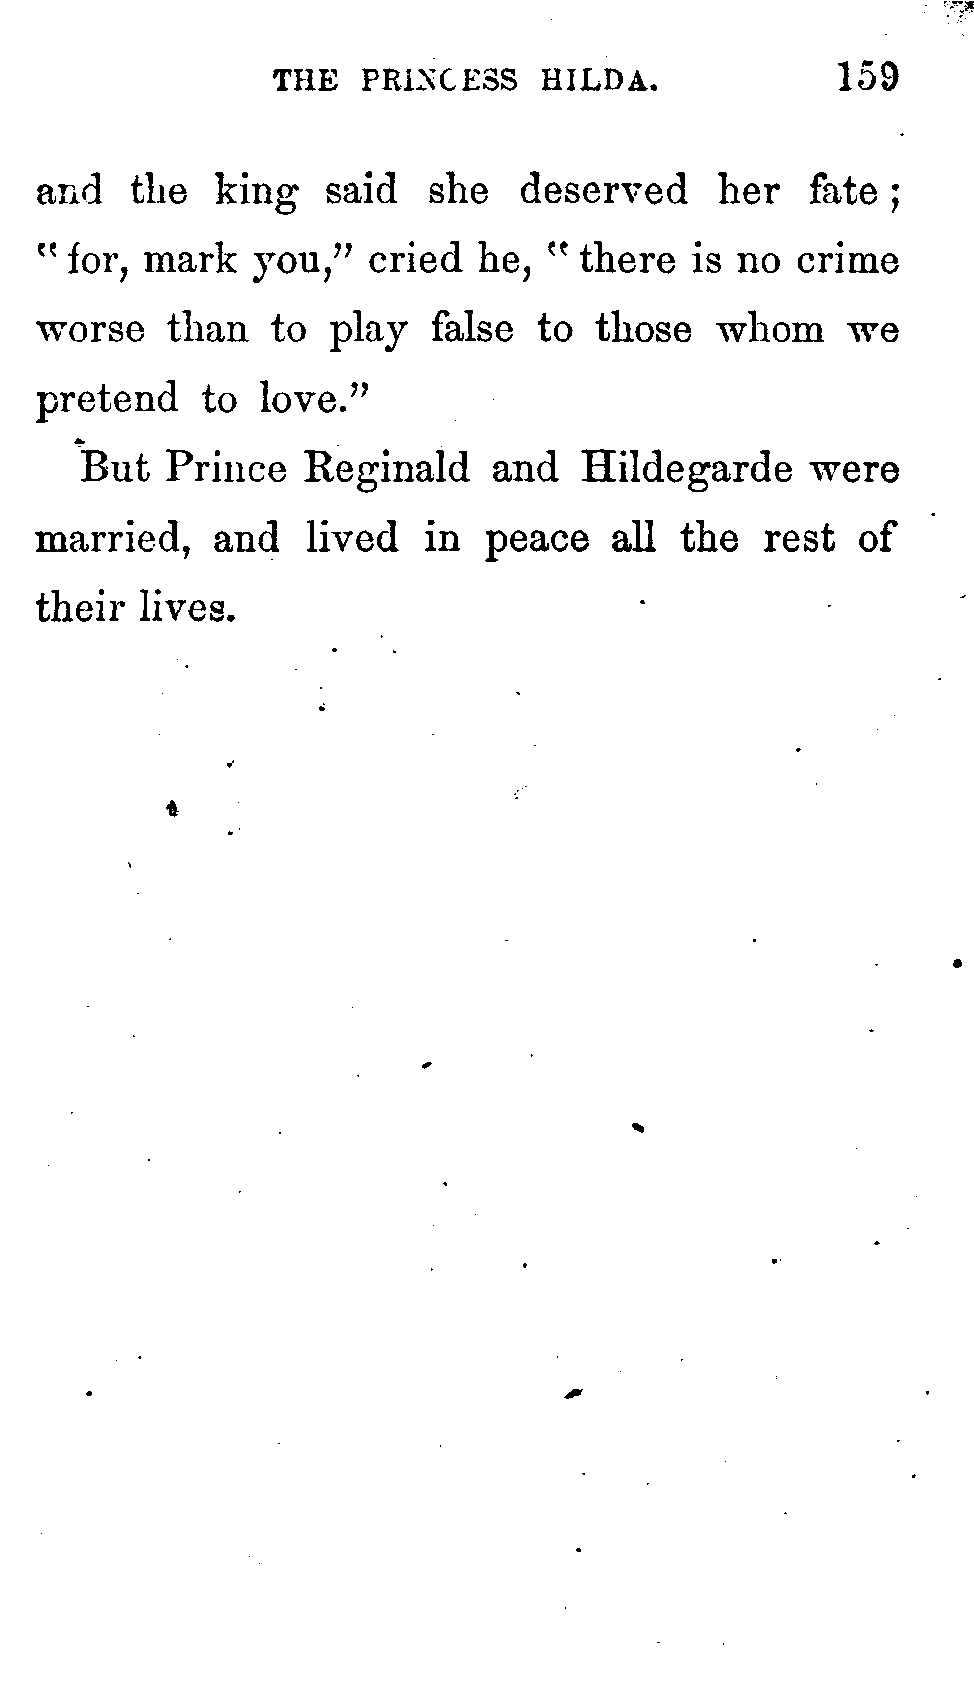 THE PRINCESS HILDA. 159
and the king said she deserved her fate;
"for, mark you," cried he, "there is no crime
worse than to play false to those whom we
pretend to love."
But Prince Reginald and Hildegarde were
married, and lived in peace all the rest of
their lives.